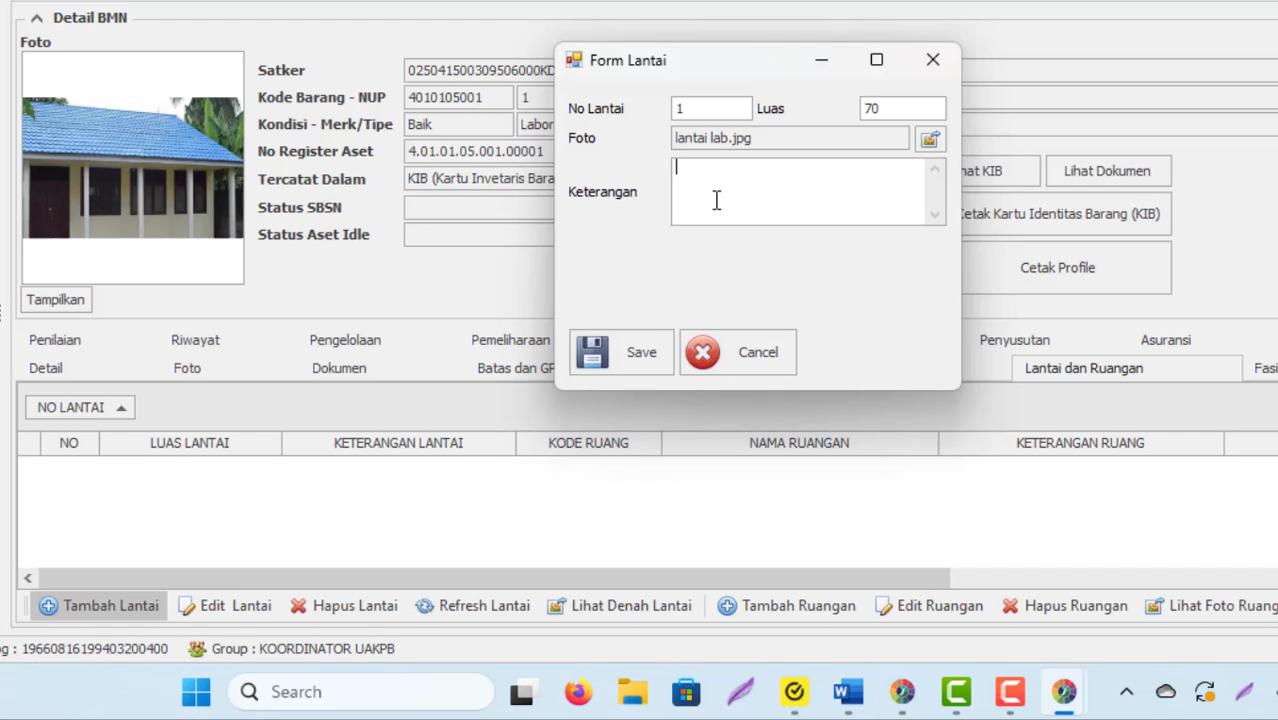 Detail BMN
Foto
Satker 025041500309506000KD
Kode Barang - NUP 4010105001 1
Kondisi - Merk/Tipe Baik Labor
No Register Aset 4.01.01.05.001.00001
Tercatat Dalam KIB (Kartu Invetaris Bara
Status SBSN
Status Aset Idle
Tampilkan
Form Lantai
No Lantai 1 Luas 70
Foto lantai lab.jpg
Keterangan
Save Cancel
hat KIB Lihat Dokumen
Cetak Kartu Identitas Barang (KIB)
Cetak Profile
Penilaian Riwayat Pengelolaan Pemeliharaan Penyusutan Asuransi
Detail Foto Dokumen Batas dan GP Lantai dan Ruangan Fasi
NO LANTAI
NO LUAS LANTAI KETERANGAN LANTAI KODE RUANG NAMA RUANGAN KETERANGAN RUANG
Tambah Lantai Edit Lantai Hapus Lantai Refresh Lantai Lihat Denah Lantai Tambah Ruangan Edit Ruangan Hapus Ruangan Lihat Foto Ruang
g : 196608161994032004​00 Group : KOORDINATOR UAKPB
Search